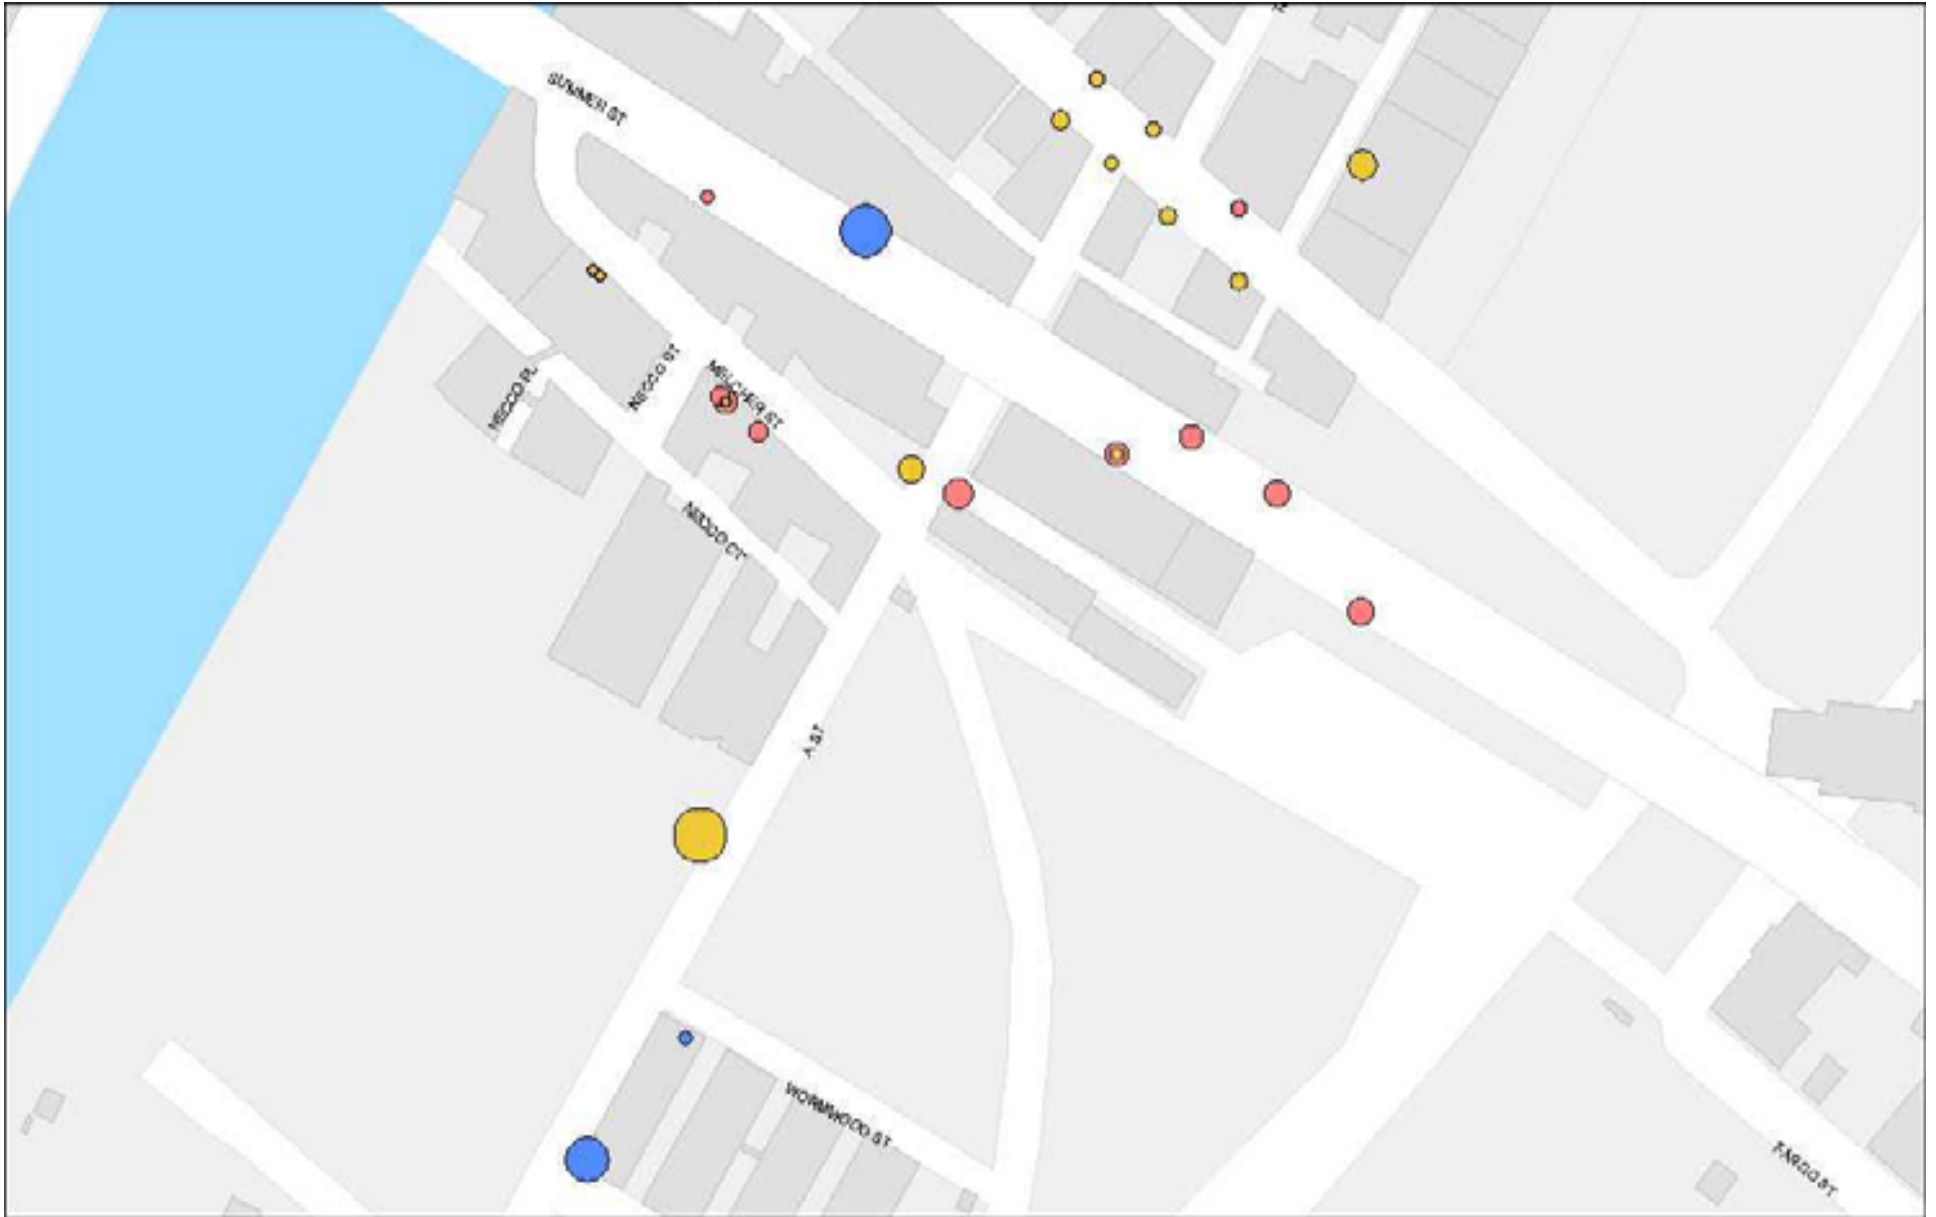 SUMMER ST
NECCO ST
MELCHER ST
NECCO PL
NECCO CT
A ST
WORMWOOD ST
FARGO ST